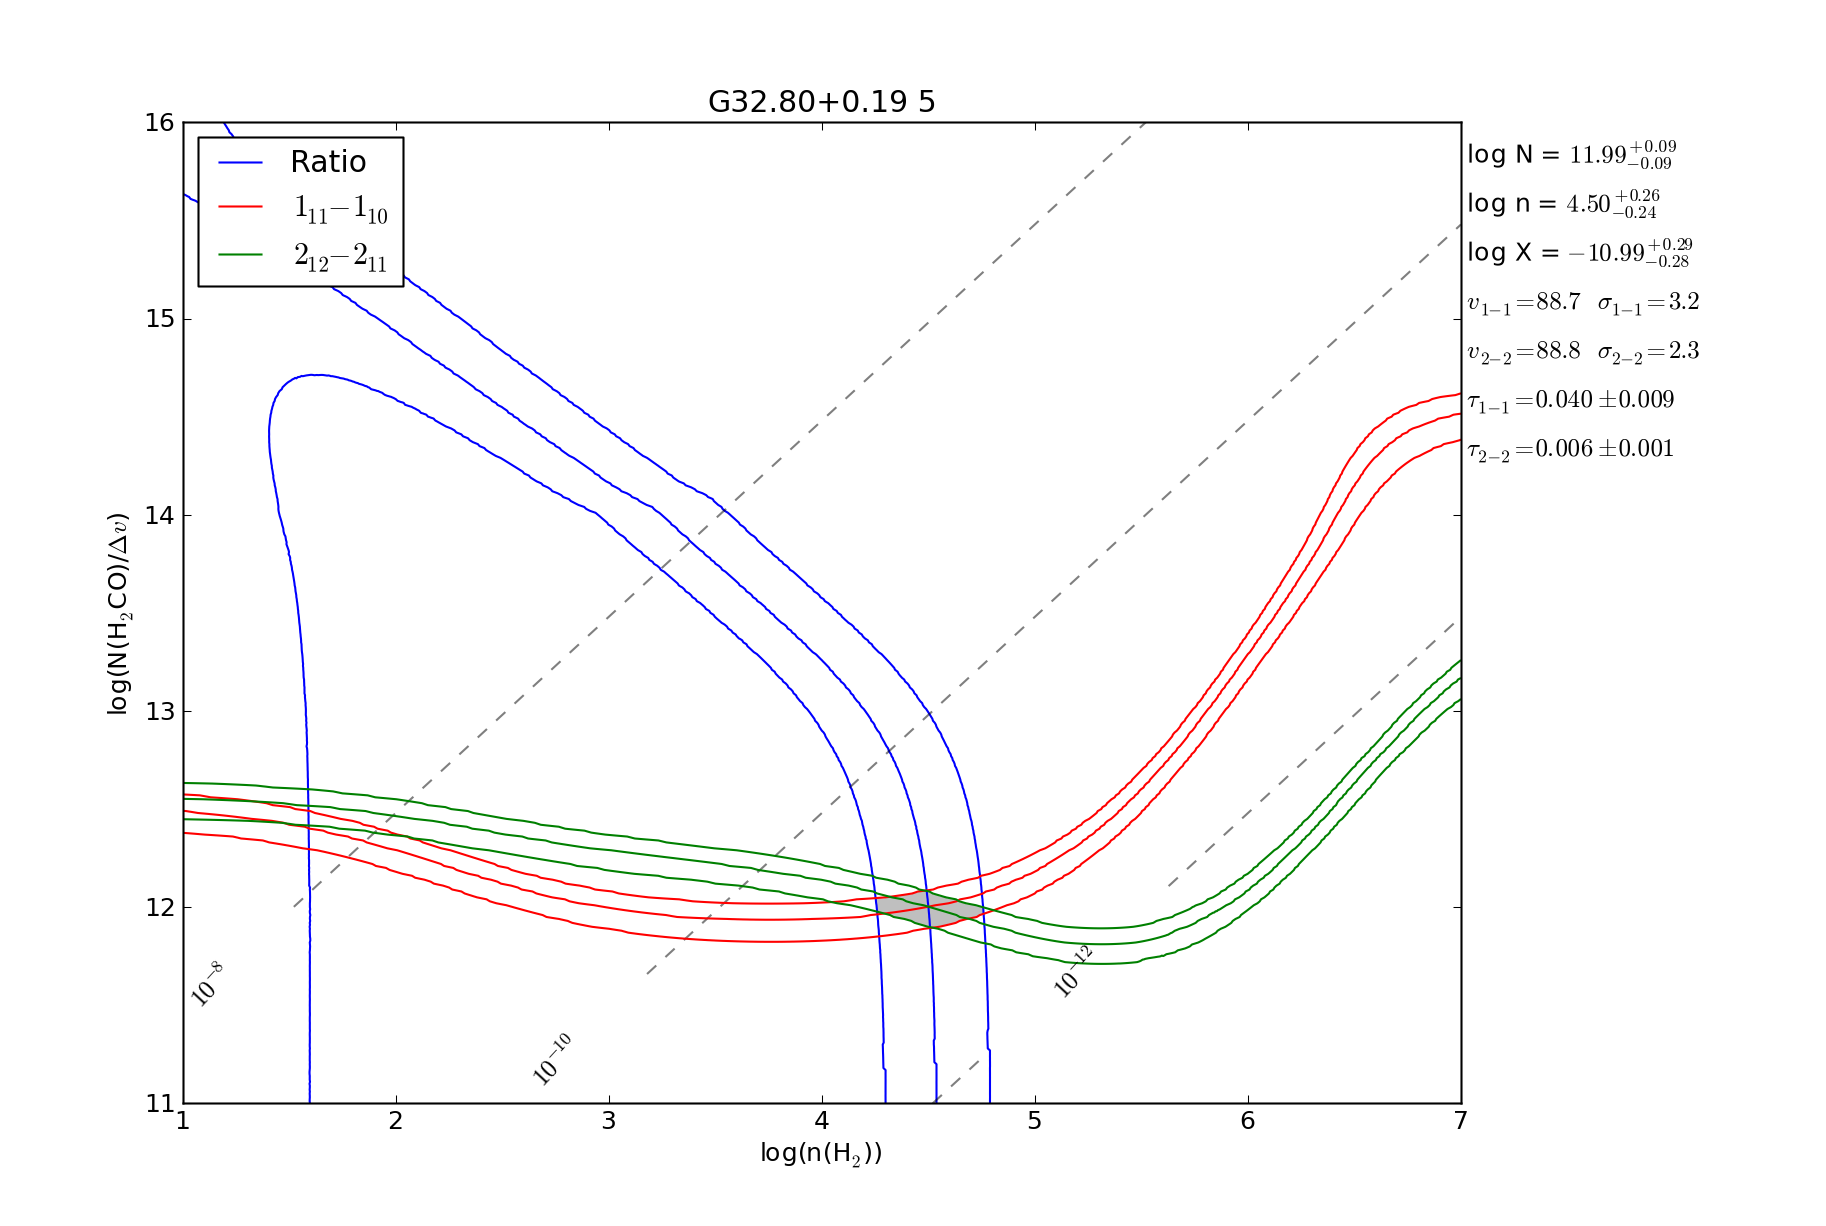 G32.80+0.19 5
Ratio
1₁₁−1₁₀
2₁₂−2₁₁
log N = 11.99 +0.09 −0.09
log n = 4.50 +0.26 −0.24
log X = −10.99 +0.29 −0.28
v₁₋₁=88.7 σ₁₋₁=3.2
v₂₋₂=88.8 σ₂₋₂=2.3
τ₁₋₁=0.040 ±0.009
τ₂₋₂=0.006 ±0.001
16
15
14
13
12
11
log(N(H₂CO)/Δv)
10⁻⁸
10⁻¹⁰
10⁻¹²
1 2 3 4 5 6 7
log(n(H₂))